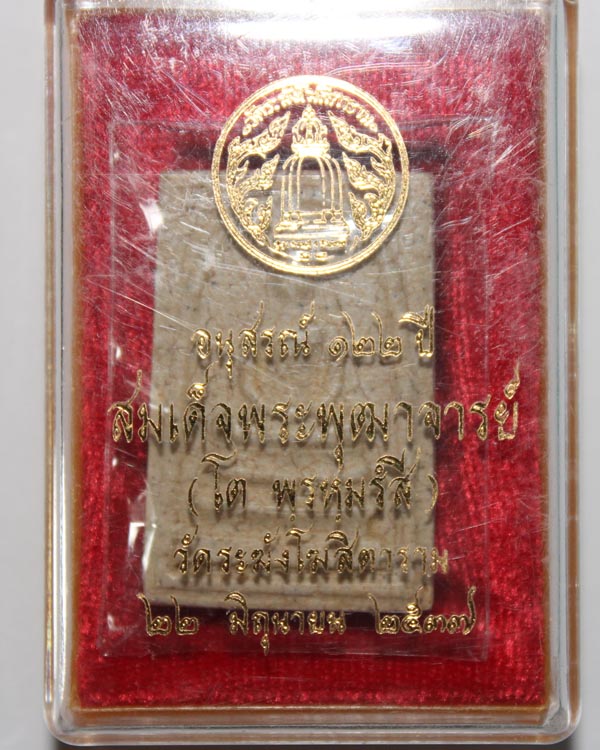 อนุสรณ์ ๑๒๒ ปี
สมเด็จพระพุฒาจารย์
(โต พฺรหฺมรํสี)
วัดระฆังโฆสิตาราม
๒๒ มิถุนายน ๒๕๓๗